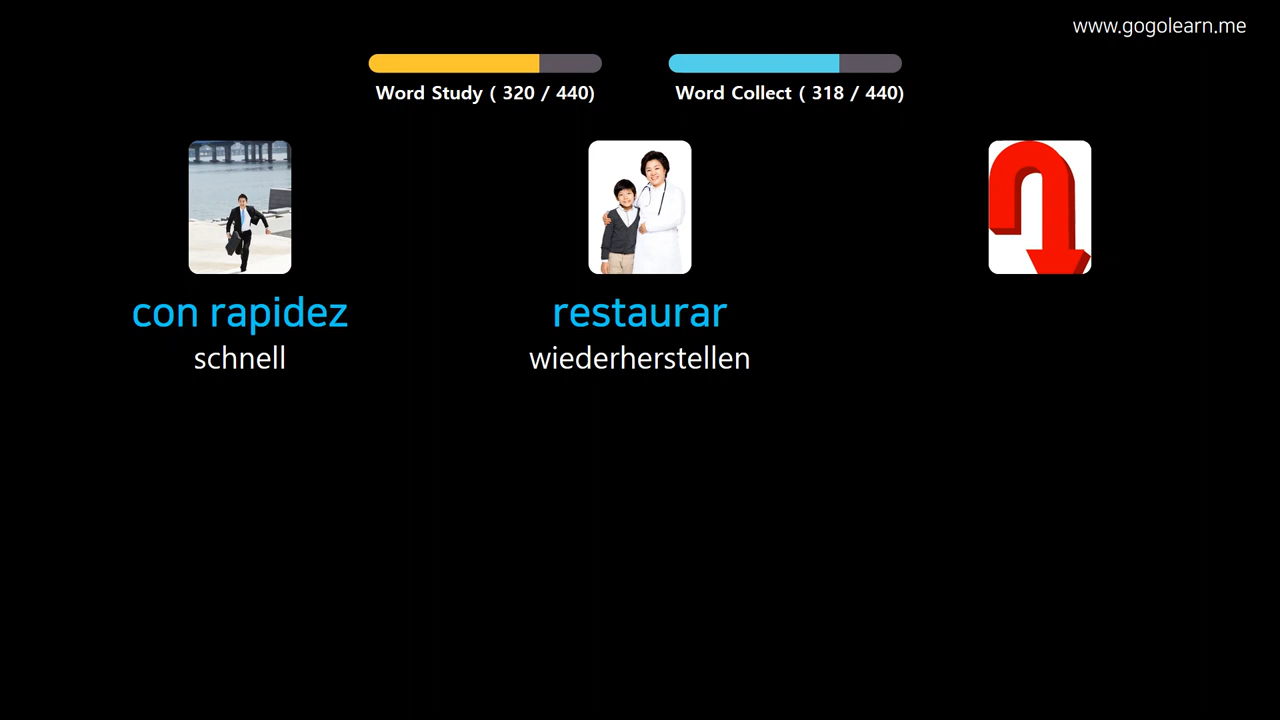 www.gogolearn.me
Word Study ( 320 / 440)
Word Collect ( 318 / 440)
con rapidez
schnell
restaurar
wiederherstellen